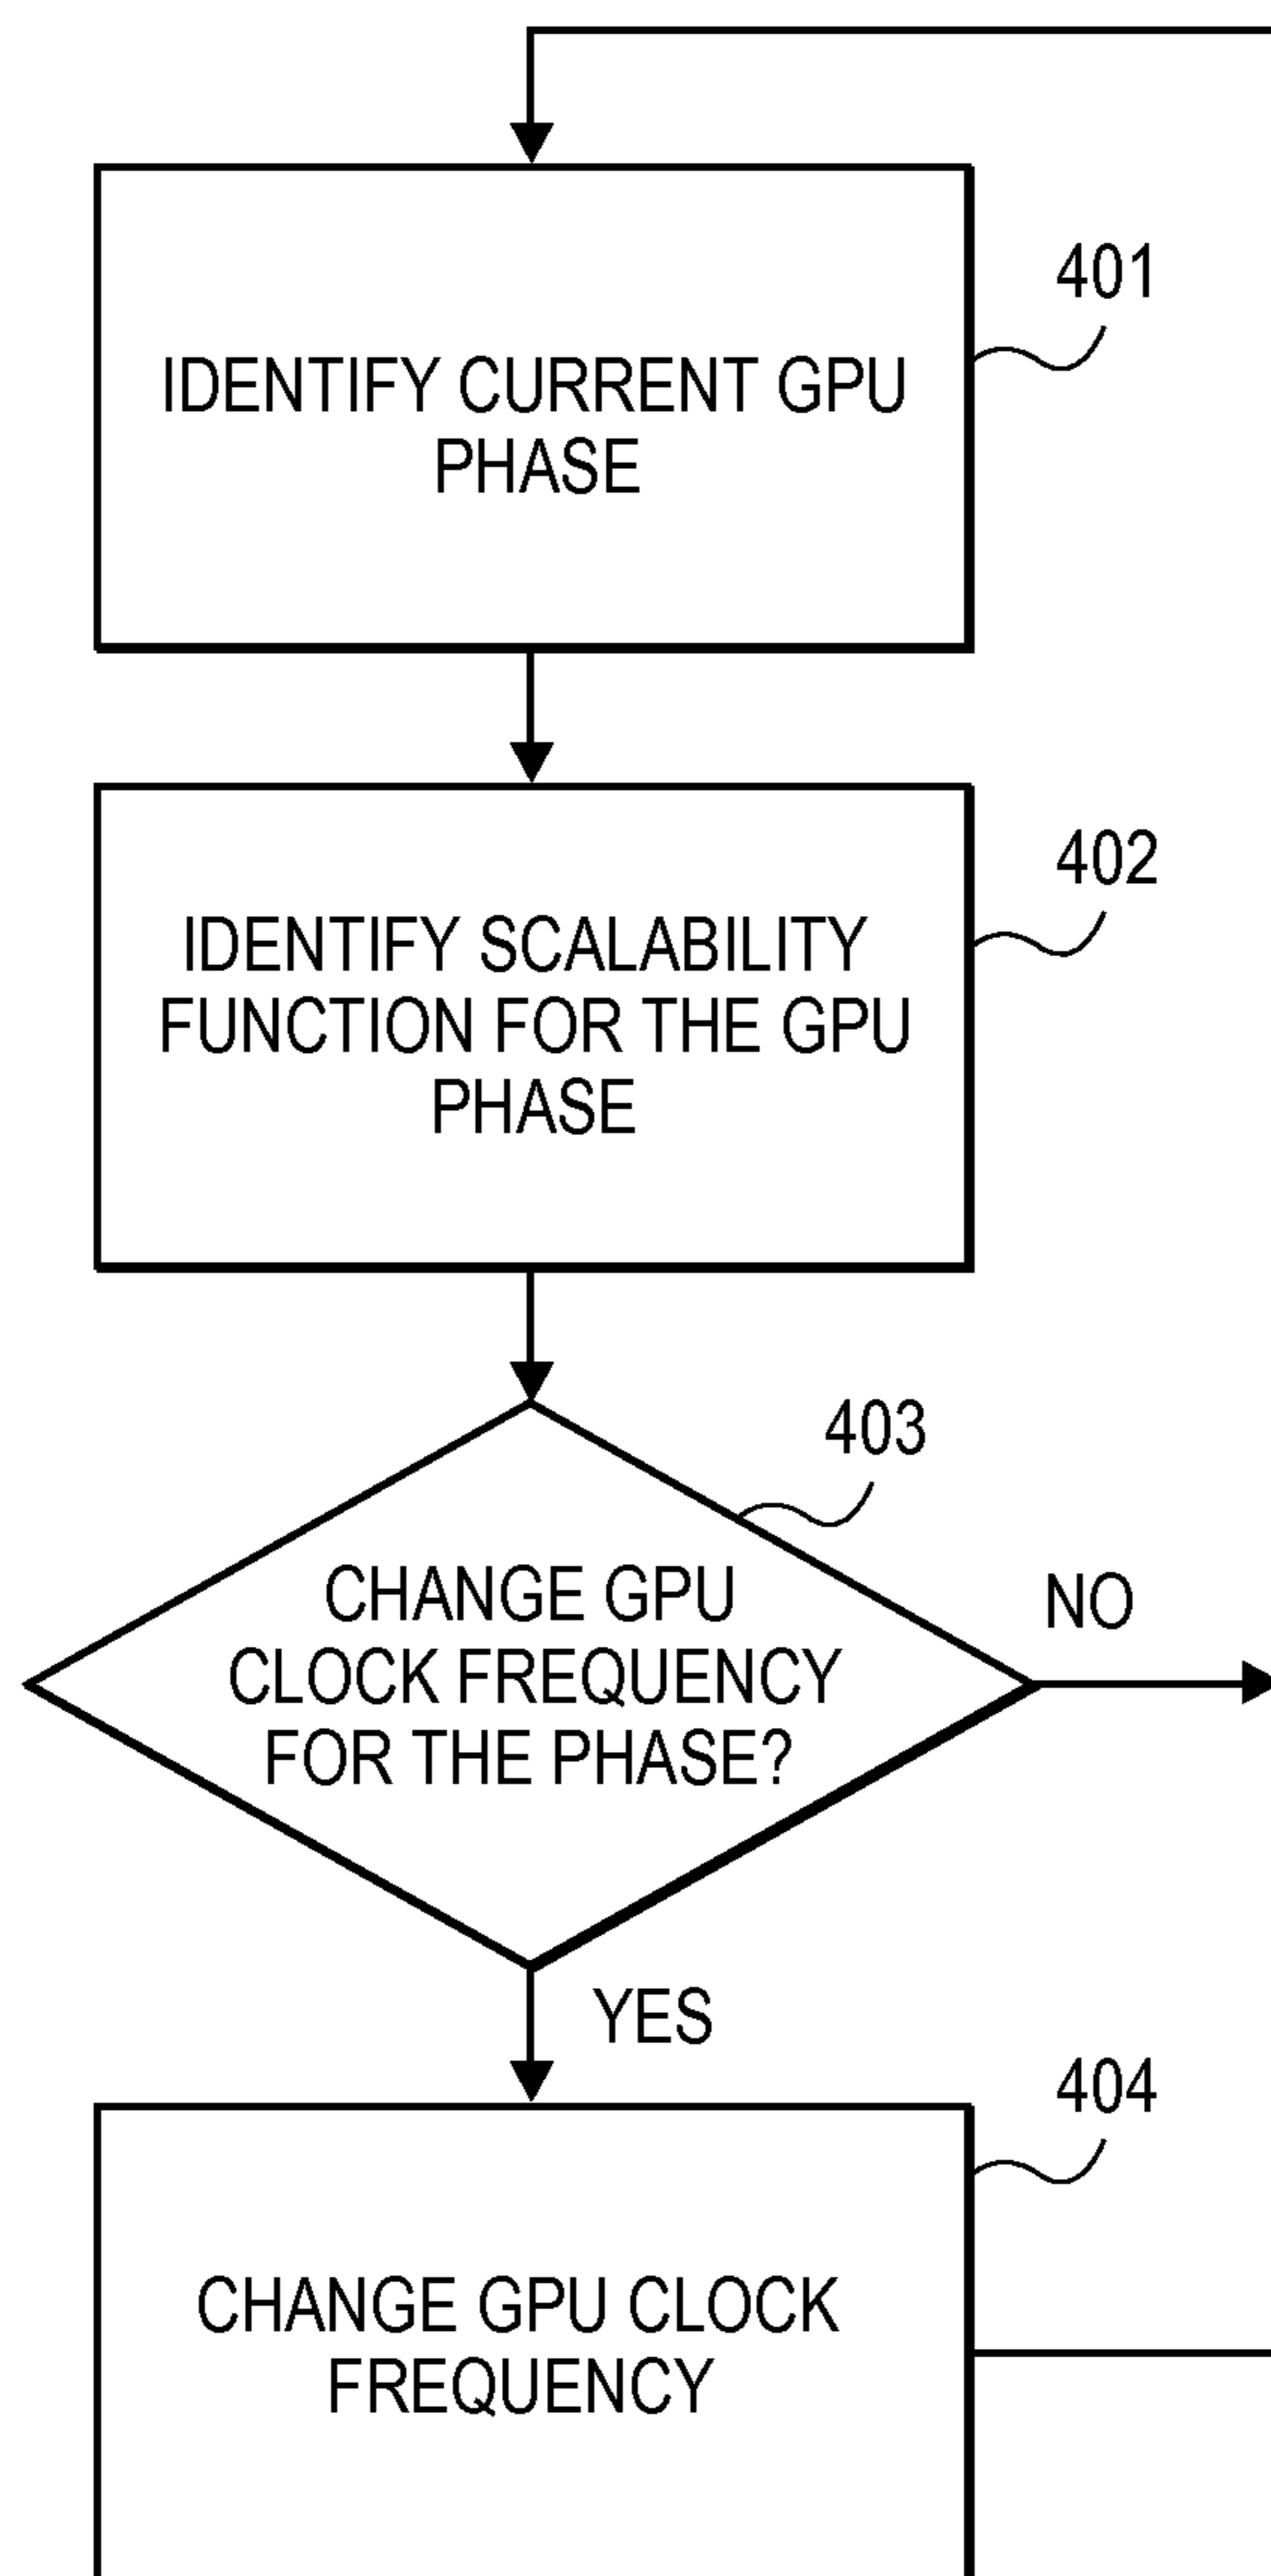 401
IDENTIFY CURRENT GPU
PHASE
402
IDENTIFY SCALABILITY
FUNCTION FOR THE GPU
PHASE
403
CHANGE GPU
CLOCK FREQUENCY
FOR THE PHASE?
NO
YES
404
CHANGE GPU CLOCK
FREQUENCY